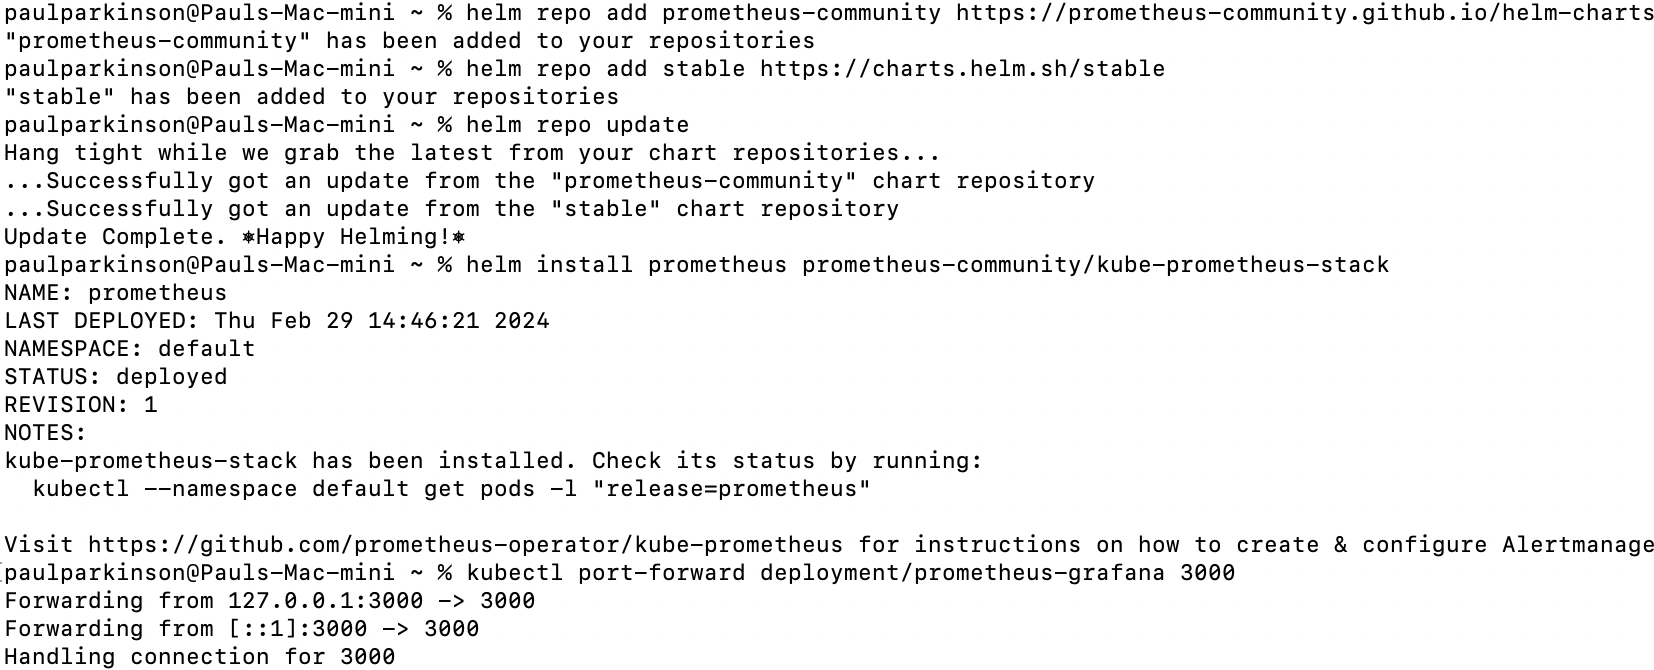 paulparkinson@Pauls-Mac-mini ~ % helm repo add prometheus-community https://prometheus-community.github.io/helm-charts
"prometheus-community" has been added to your repositories
paulparkinson@Pauls-Mac-mini ~ % helm repo add stable https://charts.helm.sh/stable
"stable" has been added to your repositories
paulparkinson@Pauls-Mac-mini ~ % helm repo update
Hang tight while we grab the latest from your chart repositories...
...Successfully got an update from the "prometheus-community" chart repository
...Successfully got an update from the "stable" chart repository
Update Complete. ⎈Happy Helming!⎈
paulparkinson@Pauls-Mac-mini ~ % helm install prometheus prometheus-community/kube-prometheus-stack
NAME: prometheus
LAST DEPLOYED: Thu Feb 29 14:46:21 2024
NAMESPACE: default
STATUS: deployed
REVISION: 1
NOTES:
kube-prometheus-stack has been installed. Check its status by running:
  kubectl --namespace default get pods -l "release=prometheus"

Visit https://github.com/prometheus-operator/kube-prometheus for instructions on how to create & configure Alertmanage
paulparkinson@Pauls-Mac-mini ~ % kubectl port-forward deployment/prometheus-grafana 3000
Forwarding from 127.0.0.1:3000 -> 3000
Forwarding from [::1]:3000 -> 3000
Handling connection for 3000